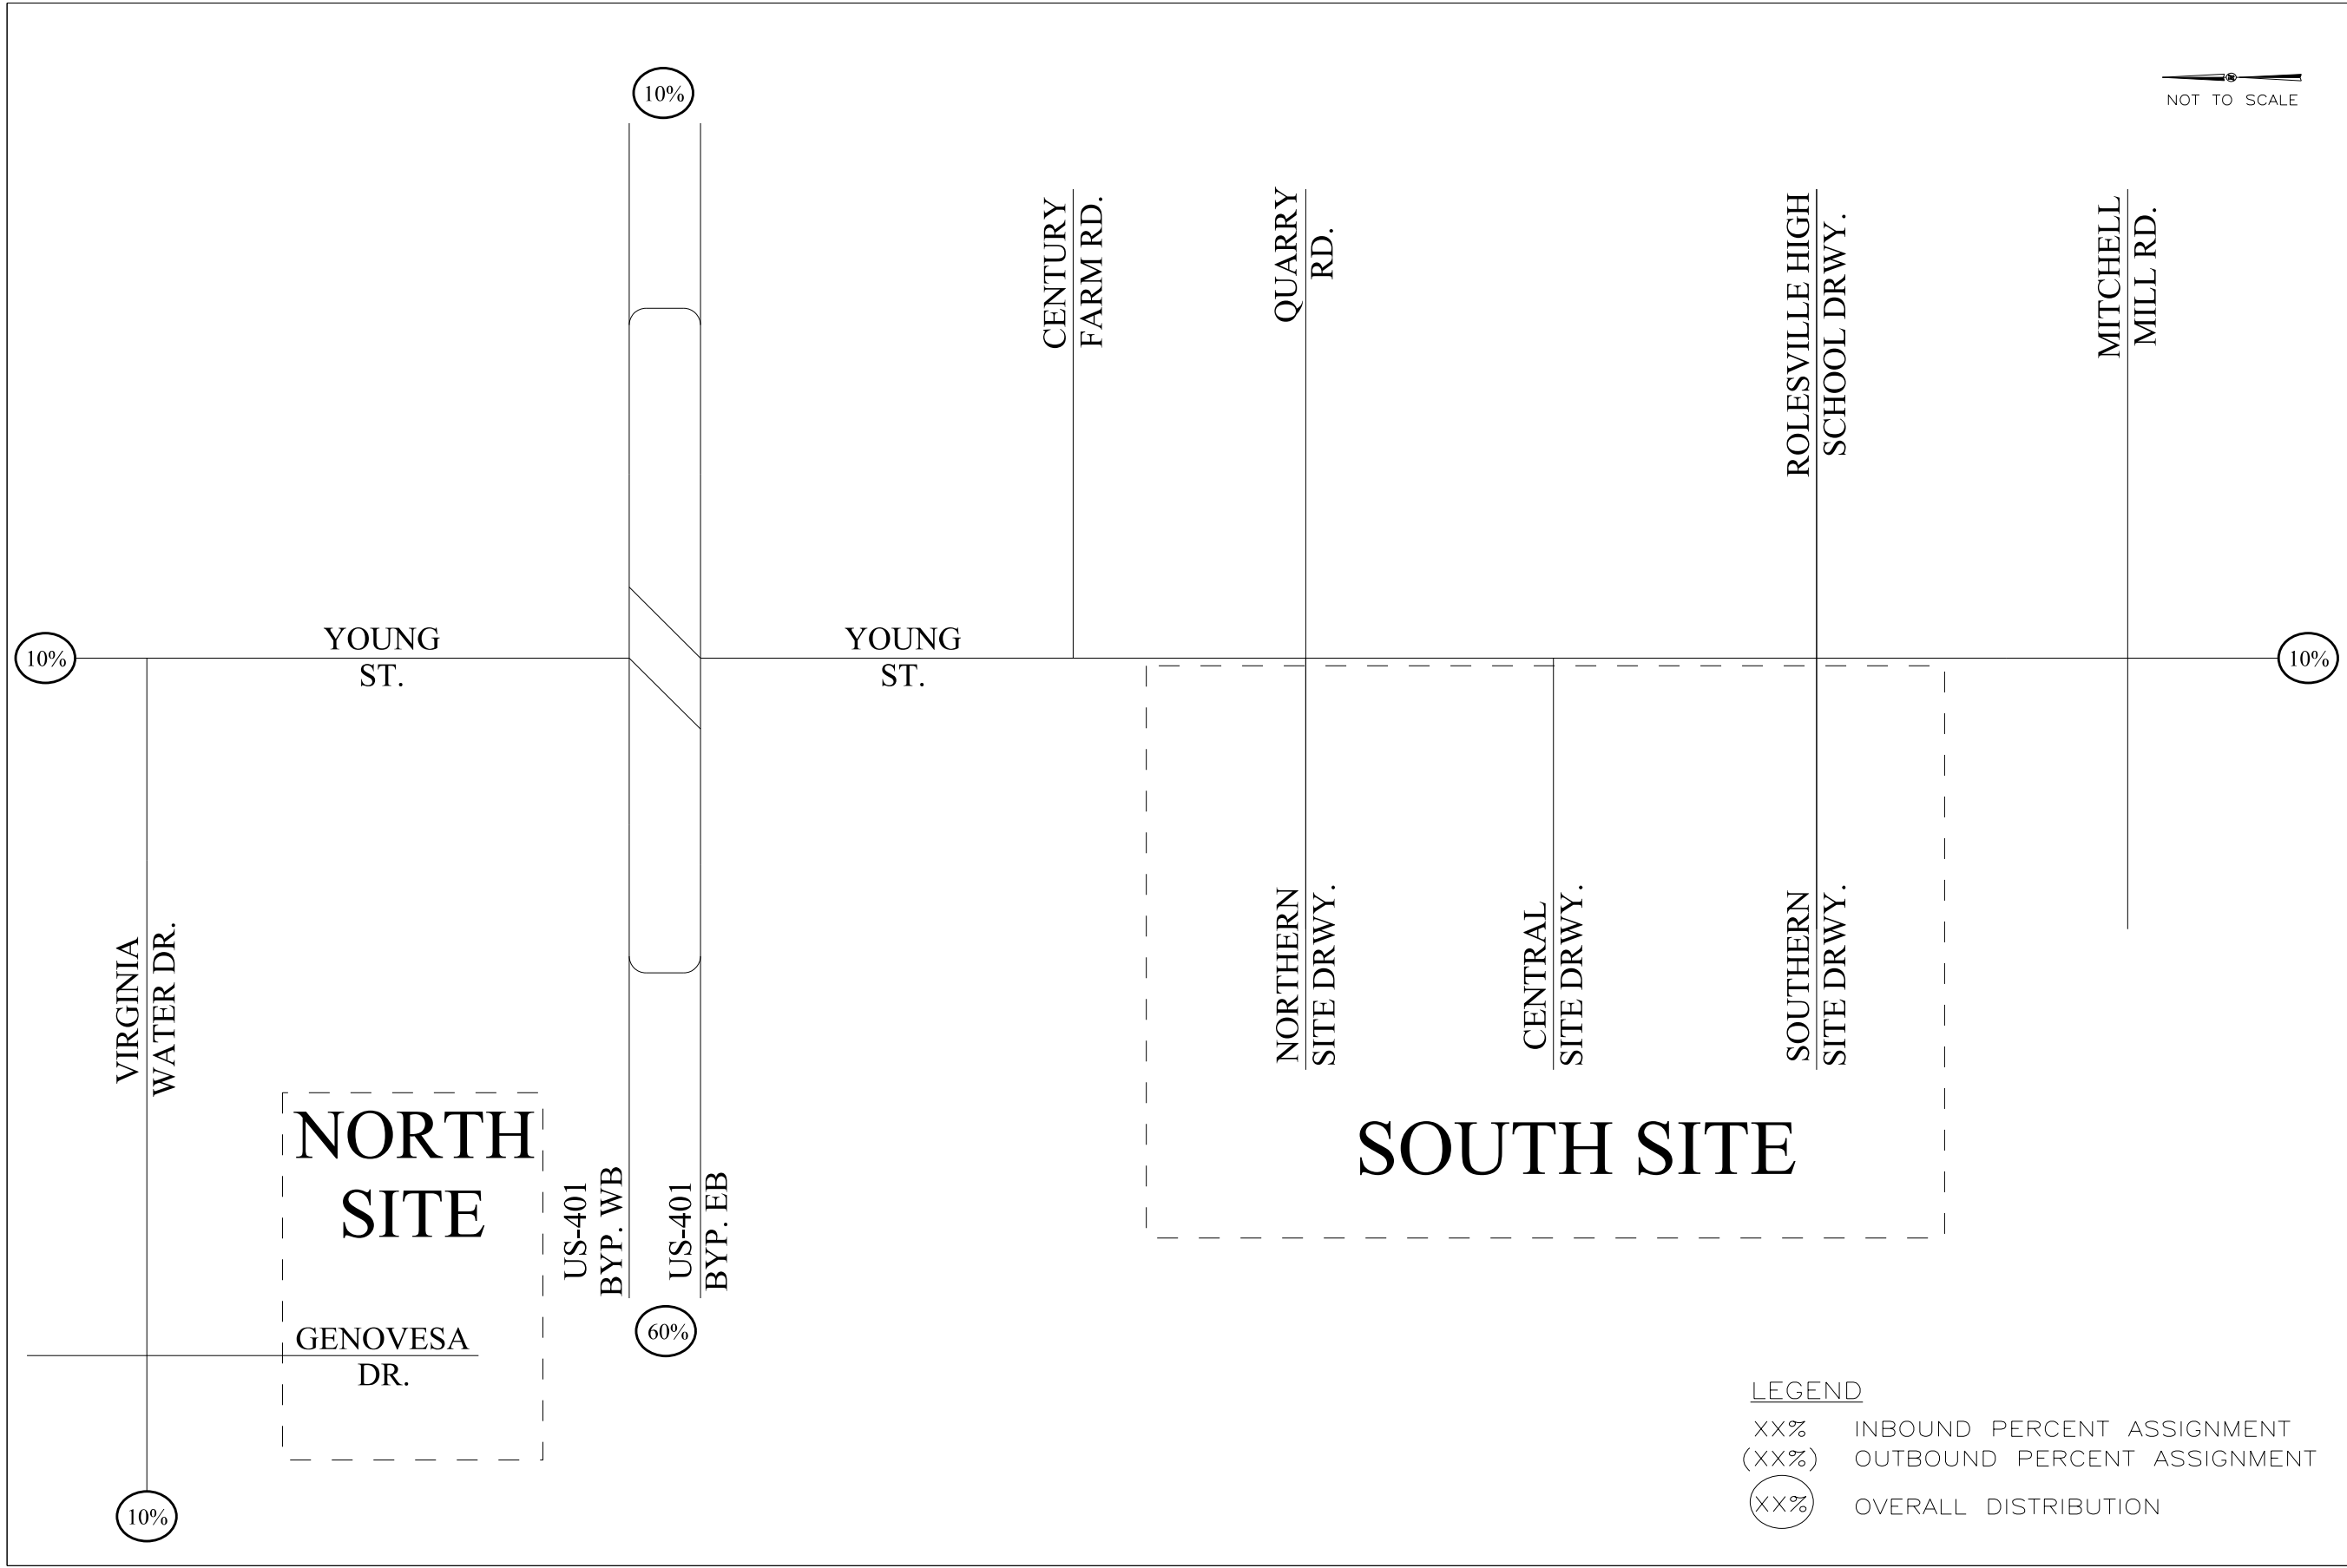 10%
NOT TO SCALE
CENTURY
FARM RD.
QUARRY
RD.
ROLESVILLE HIGH
SCHOOL DRWY.
MITCHELL
MILL RD.
10%
YOUNG
ST.
YOUNG
ST.
10%
VIRGINIA
WATER DR.
NORTHERN
SITE DRWY.
CENTRAL
SITE DRWY.
SOUTHERN
SITE DRWY.
NORTH
SITE
US-401
BYP. WB
US-401
BYP. EB
SOUTH SITE
GENOVESA
DR.
60%
10%
LEGEND
XX% INBOUND PERCENT ASSIGNMENT
(XX%) OUTBOUND PERCENT ASSIGNMENT
XX% OVERALL DISTRIBUTION